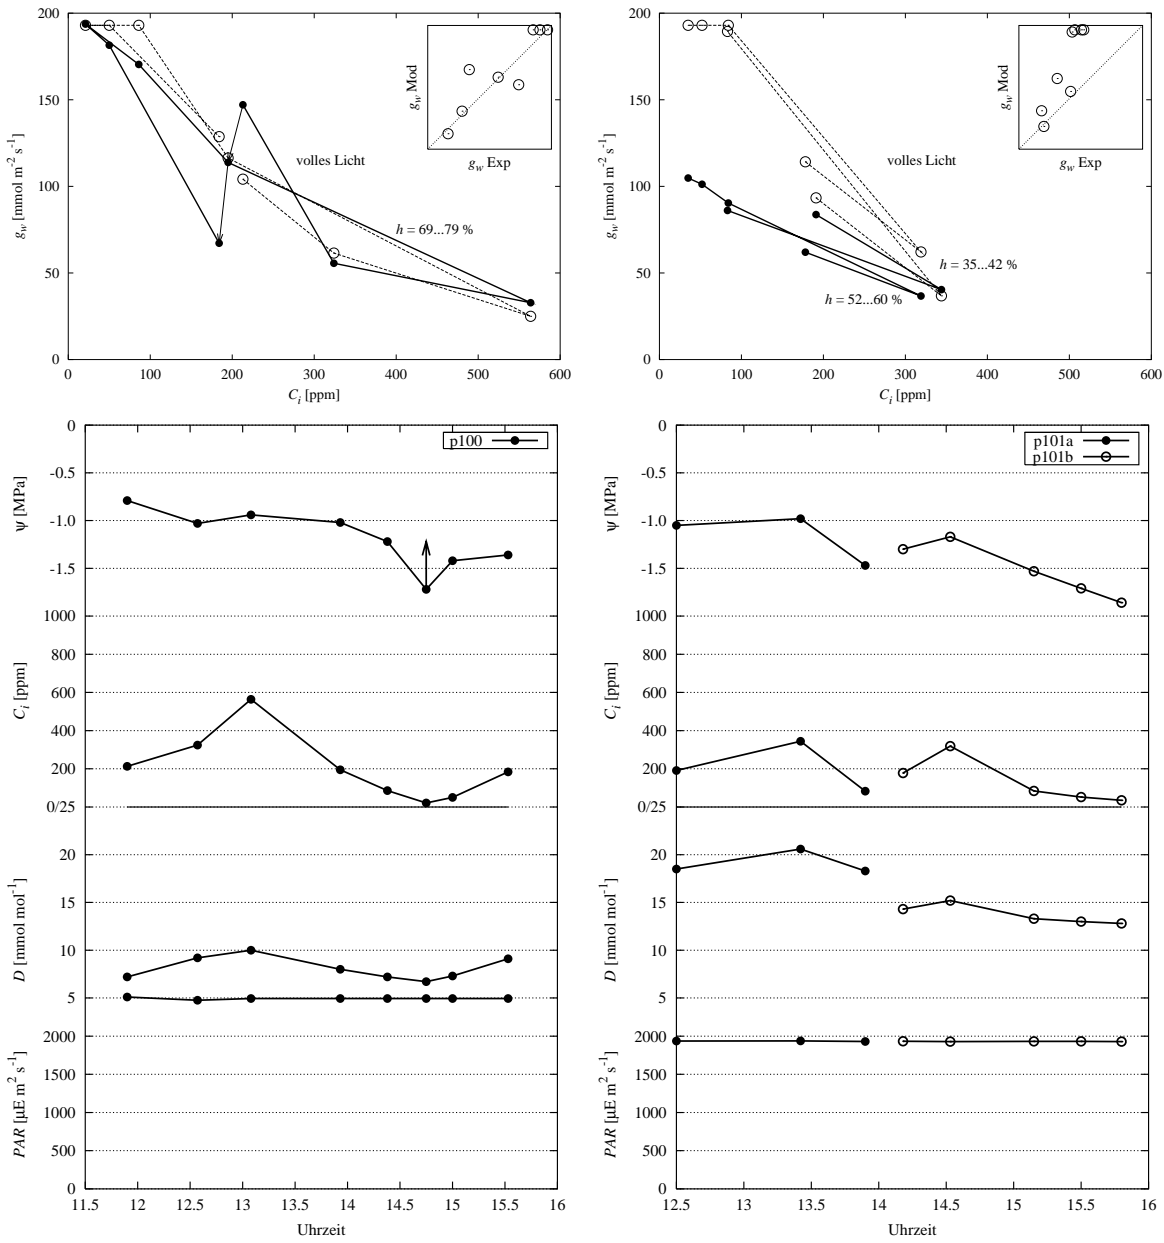 200
150
100
50
0
g_w [mmol m⁻² s⁻¹]
0 100 200 300 400 500 600
C_i [ppm]
volles Licht
h = 69...79 %
g_w Mod
g_w Exp
200
150
100
50
0
g_w [mmol m⁻² s⁻¹]
0 100 200 300 400 500 600
C_i [ppm]
volles Licht
h = 35...42 %
h = 52...60 %
g_w Mod
g_w Exp
p100
0
-0.5
-1.0
-1.5
1000
800
600
400
200
0/25
20
15
10
5
2000
1500
1000
500
0
ψ [MPa]
C_i [ppm]
D [mmol mol⁻¹]
PAR [µE m⁻² s⁻¹]
11.5 12 12.5 13 13.5 14 14.5 15 15.5 16
Uhrzeit
p101a
p101b
0
-0.5
-1.0
-1.5
1000
800
600
400
200
0/25
20
15
10
5
2000
1500
1000
500
0
ψ [MPa]
C_i [ppm]
D [mmol mol⁻¹]
PAR [µE m⁻² s⁻¹]
12.5 13 13.5 14 14.5 15 15.5 16
Uhrzeit